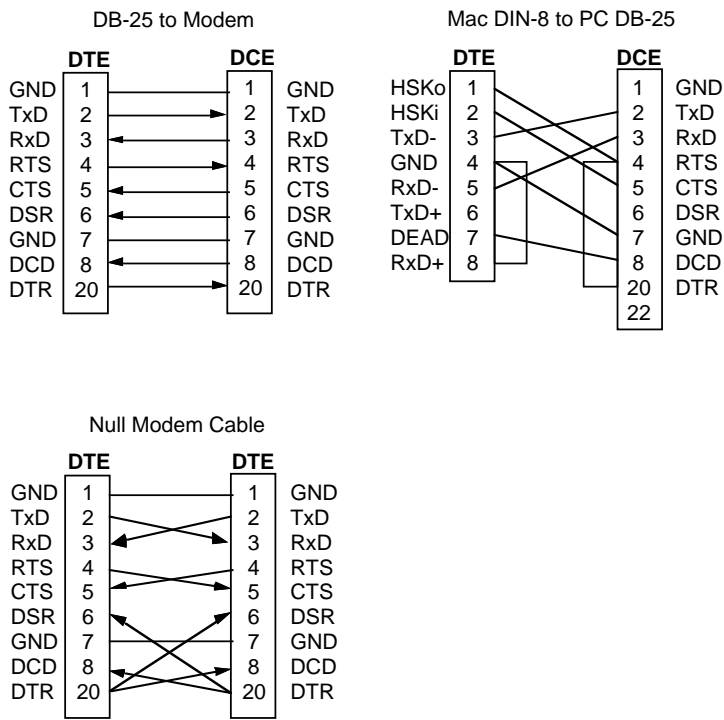 DB-25 to Modem
DTE DCE
GND 1 1 GND
TxD 2 2 TxD
RxD 3 3 RxD
RTS 4 4 RTS
CTS 5 5 CTS
DSR 6 6 DSR
GND 7 7 GND
DCD 8 8 DCD
DTR 20 20 DTR
Mac DIN-8 to PC DB-25
DTE DCE
HSKo 1 1 GND
HSKi 2 2 TxD
TxD- 3 3 RxD
GND 4 4 RTS
RxD- 5 5 CTS
TxD+ 6 6 DSR
DEAD 7 7 GND
RxD+ 8 8 DCD
20 DTR
22
Null Modem Cable
DTE DTE
GND 1 1 GND
TxD 2 2 TxD
RxD 3 3 RxD
RTS 4 4 RTS
CTS 5 5 CTS
DSR 6 6 DSR
GND 7 7 GND
DCD 8 8 DCD
DTR 20 20 DTR